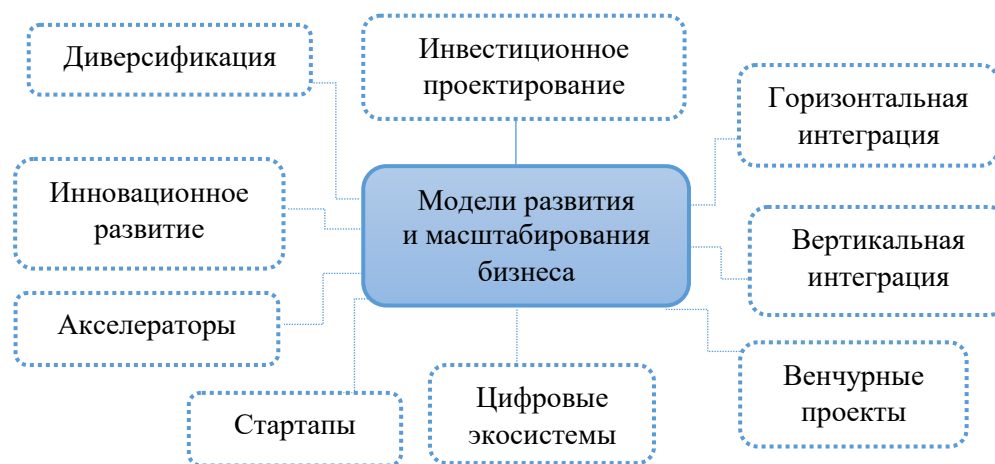 Диверсификация
Инвестиционное
проектирование
Горизонтальная
интеграция
Инновационное
развитие
Модели развития
и масштабирования
бизнеса
Вертикальная
интеграция
Акселераторы
Стартапы
Цифровые
экосистемы
Венчурные
проекты